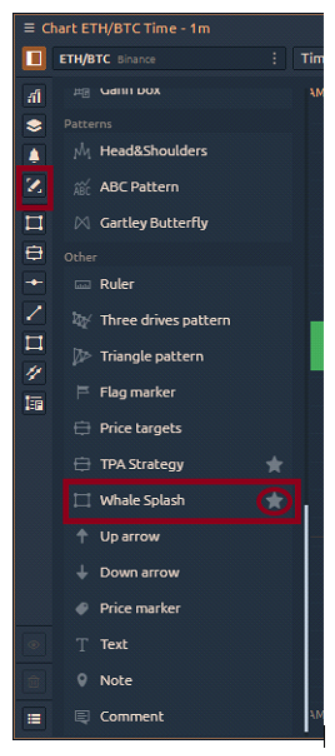 Chart ETH/BTC Time - 1m
ETH/BTC Binance
Tim
Gann Box
AM
Patterns
Head&Shoulders
ABC Pattern
Gartley Butterfly
Other
Ruler
Three drives pattern
Triangle pattern
Flag marker
Price targets
TPA Strategy
Whale Splash
Up arrow
Down arrow
Price marker
Text
Note
Comment
AM